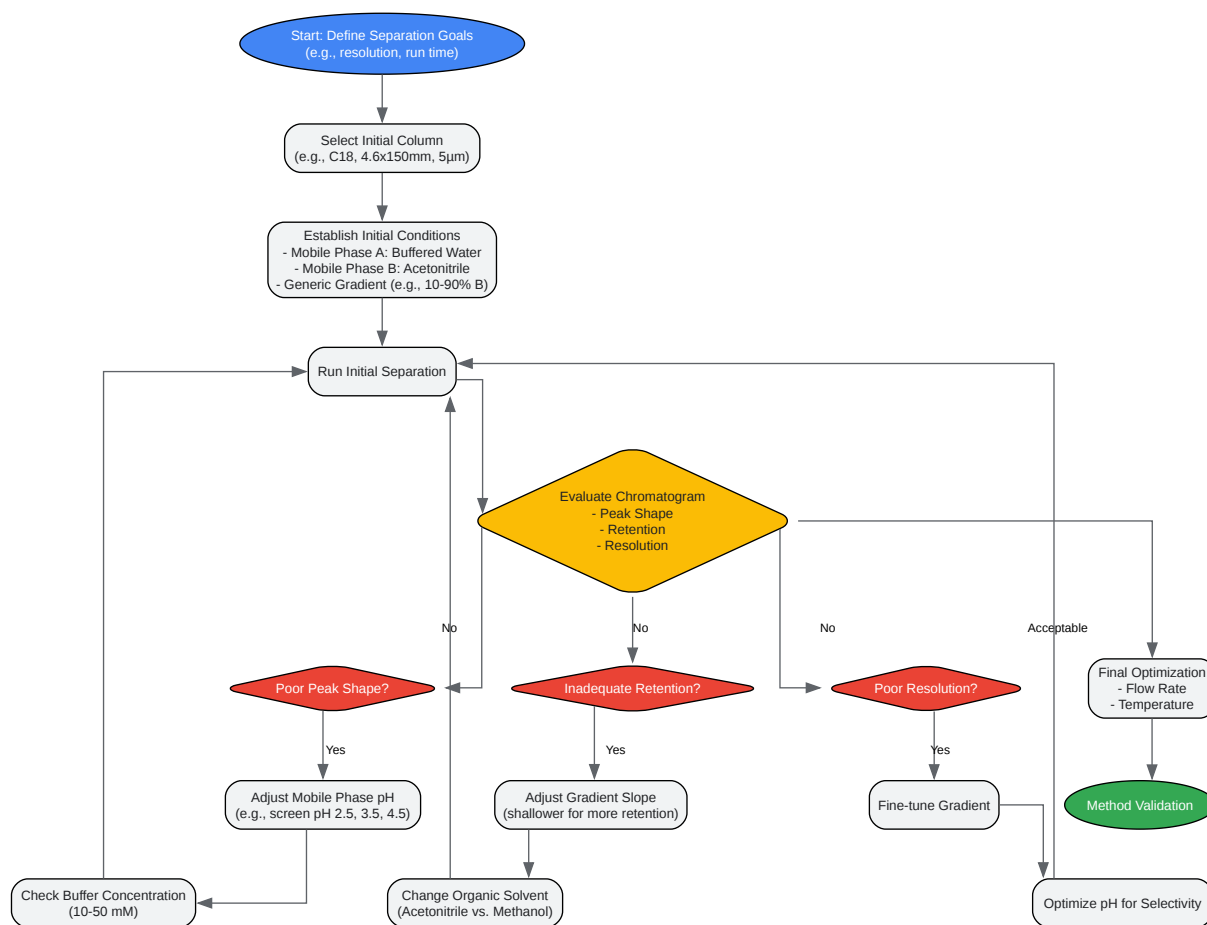 Start: Define Separation Goals
(e.g., resolution, run time)
Select Initial Column
(e.g., C18, 4.6x150mm, 5µm)
Establish Initial Conditions
- Mobile Phase A: Buffered Water
- Mobile Phase B: Acetonitrile
- Generic Gradient (e.g., 10-90% B)
Run Initial Separation
Evaluate Chromatogram
- Peak Shape
- Retention
- Resolution
No
No
No
Acceptable
Poor Peak Shape?
Inadequate Retention?
Poor Resolution?
Final Optimization
- Flow Rate
- Temperature
Yes
Yes
Yes
Adjust Mobile Phase pH
(e.g., screen pH 2.5, 3.5, 4.5)
Adjust Gradient Slope
(shallower for more retention)
Fine-tune Gradient
Method Validation
Check Buffer Concentration
(10-50 mM)
Change Organic Solvent
(Acetonitrile vs. Methanol)
Optimize pH for Selectivity